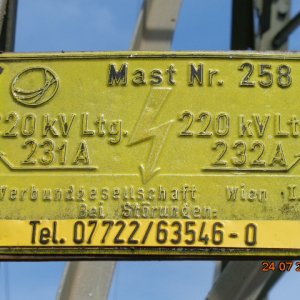 Mast Nr. 258
220 kV Ltg. 220 kV Ltg.
231A 232A
Verbundgesellschaft Wien
Bei Störungen:
Tel. 07722/63546-0
24 07